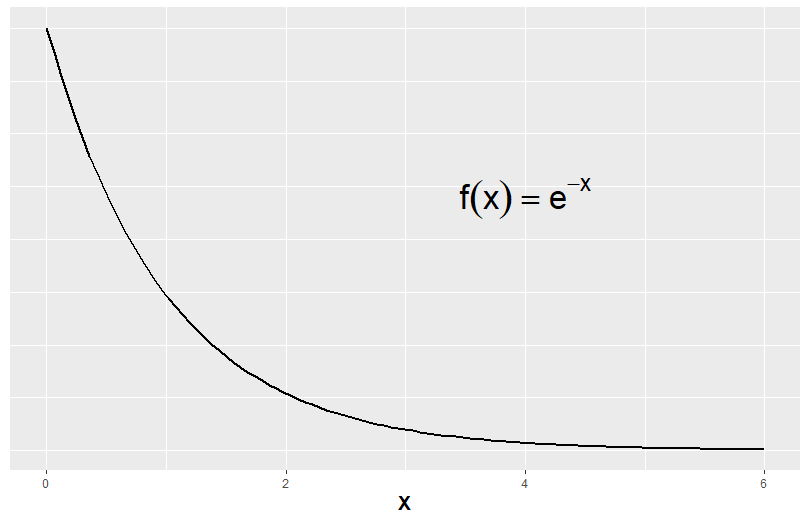 f(x) = e⁻ˣ
0 2 4 6
x